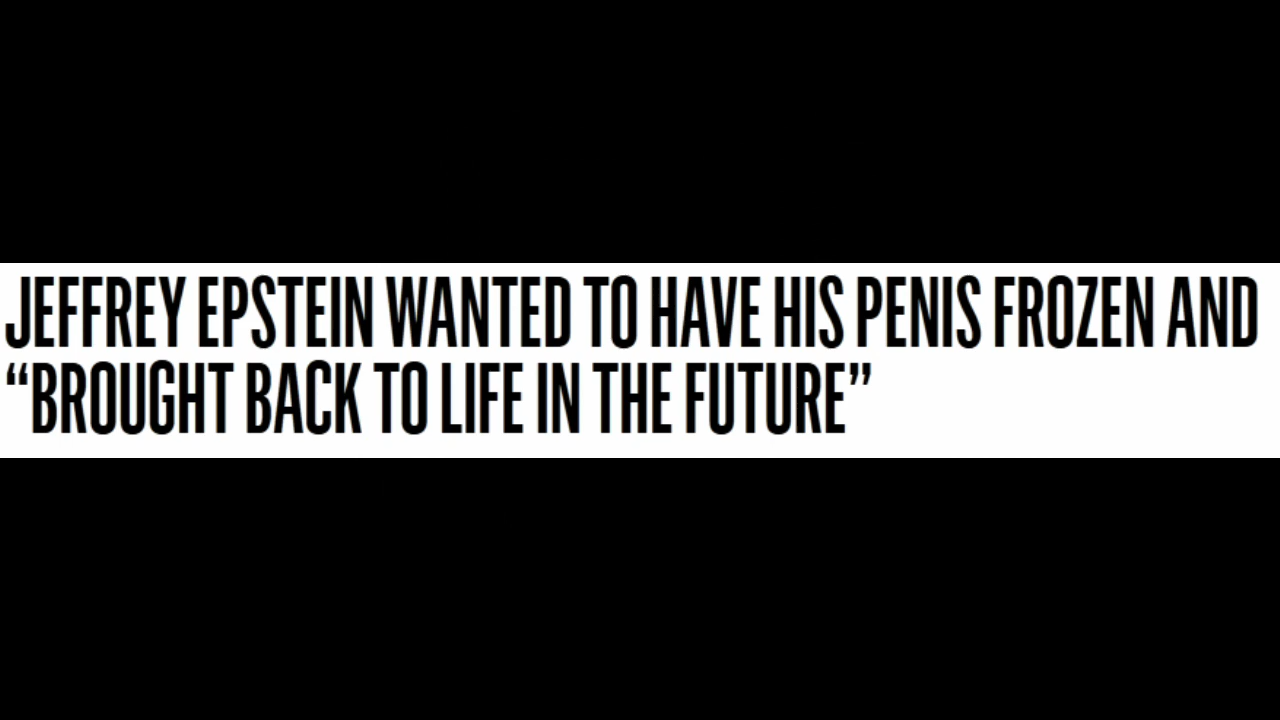 JEFFREY EPSTEIN WANTED TO HAVE HIS PENIS FROZEN AND
“BROUGHT BACK TO LIFE IN THE FUTURE”